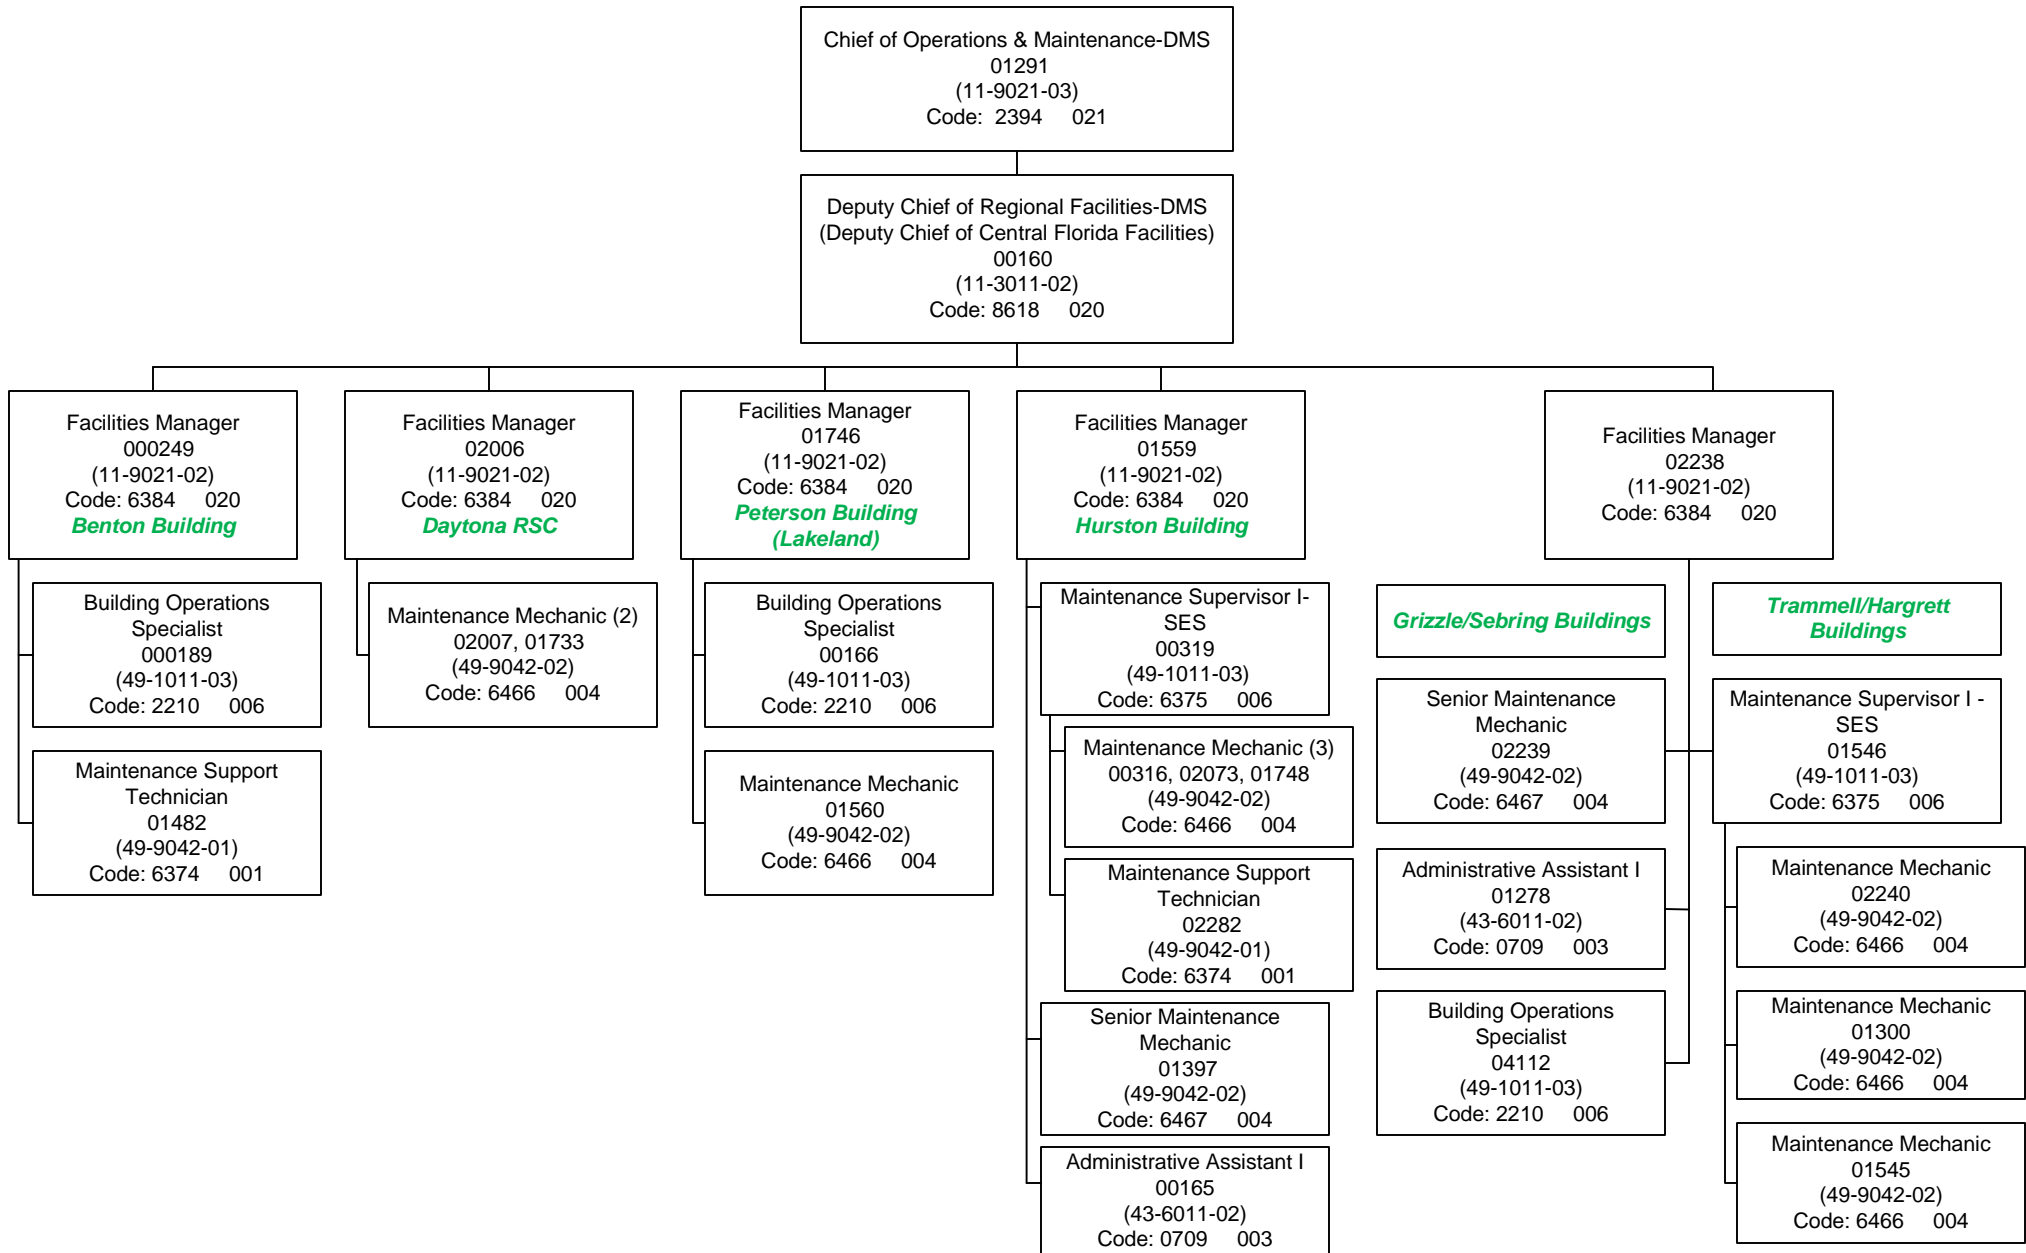 Chief of Operations & Maintenance-DMS
01291
(11-9021-03)
Code:  2394     021
Deputy Chief of Regional Facilities-DMS
(Deputy Chief of Central Florida Facilities)
00160
(11-3011-02)
Code: 8618     020
Facilities Manager
000249
(11-9021-02)
Code: 6384     020
Benton Building
Building Operations
Specialist
000189
(49-1011-03)
Code: 2210     006
Maintenance Support
Technician
01482
(49-9042-01)
Code: 6374     001
Facilities Manager
02006
(11-9021-02)
Code: 6384     020
Daytona RSC
Maintenance Mechanic (2)
02007, 01733
(49-9042-02)
Code: 6466     004
Facilities Manager
01746
(11-9021-02)
Code: 6384     020
Peterson Building
(Lakeland)
Building Operations
Specialist
00166
(49-1011-03)
Code: 2210     006
Maintenance Mechanic
01560
(49-9042-02)
Code: 6466     004
Facilities Manager
01559
(11-9021-02)
Code: 6384     020
Hurston Building
Maintenance Supervisor I-
SES
00319
(49-1011-03)
Code: 6375     006
Maintenance Mechanic (3)
00316, 02073, 01748
(49-9042-02)
Code: 6466     004
Maintenance Support
Technician
02282
(49-9042-01)
Code: 6374     001
Senior Maintenance
Mechanic
01397
(49-9042-02)
Code: 6467     004
Administrative Assistant I
00165
(43-6011-02)
Code: 0709     003
Facilities Manager
02238
(11-9021-02)
Code: 6384     020
Grizzle/Sebring Buildings
Senior Maintenance
Mechanic
02239
(49-9042-02)
Code: 6467     004
Administrative Assistant I
01278
(43-6011-02)
Code: 0709     003
Building Operations
Specialist
04112
(49-1011-03)
Code: 2210     006
Trammell/Hargrett
Buildings
Maintenance Supervisor I -
SES
01546
(49-1011-03)
Code: 6375     006
Maintenance Mechanic
02240
(49-9042-02)
Code: 6466     004
Maintenance Mechanic
01300
(49-9042-02)
Code: 6466     004
Maintenance Mechanic
01545
(49-9042-02)
Code: 6466     004